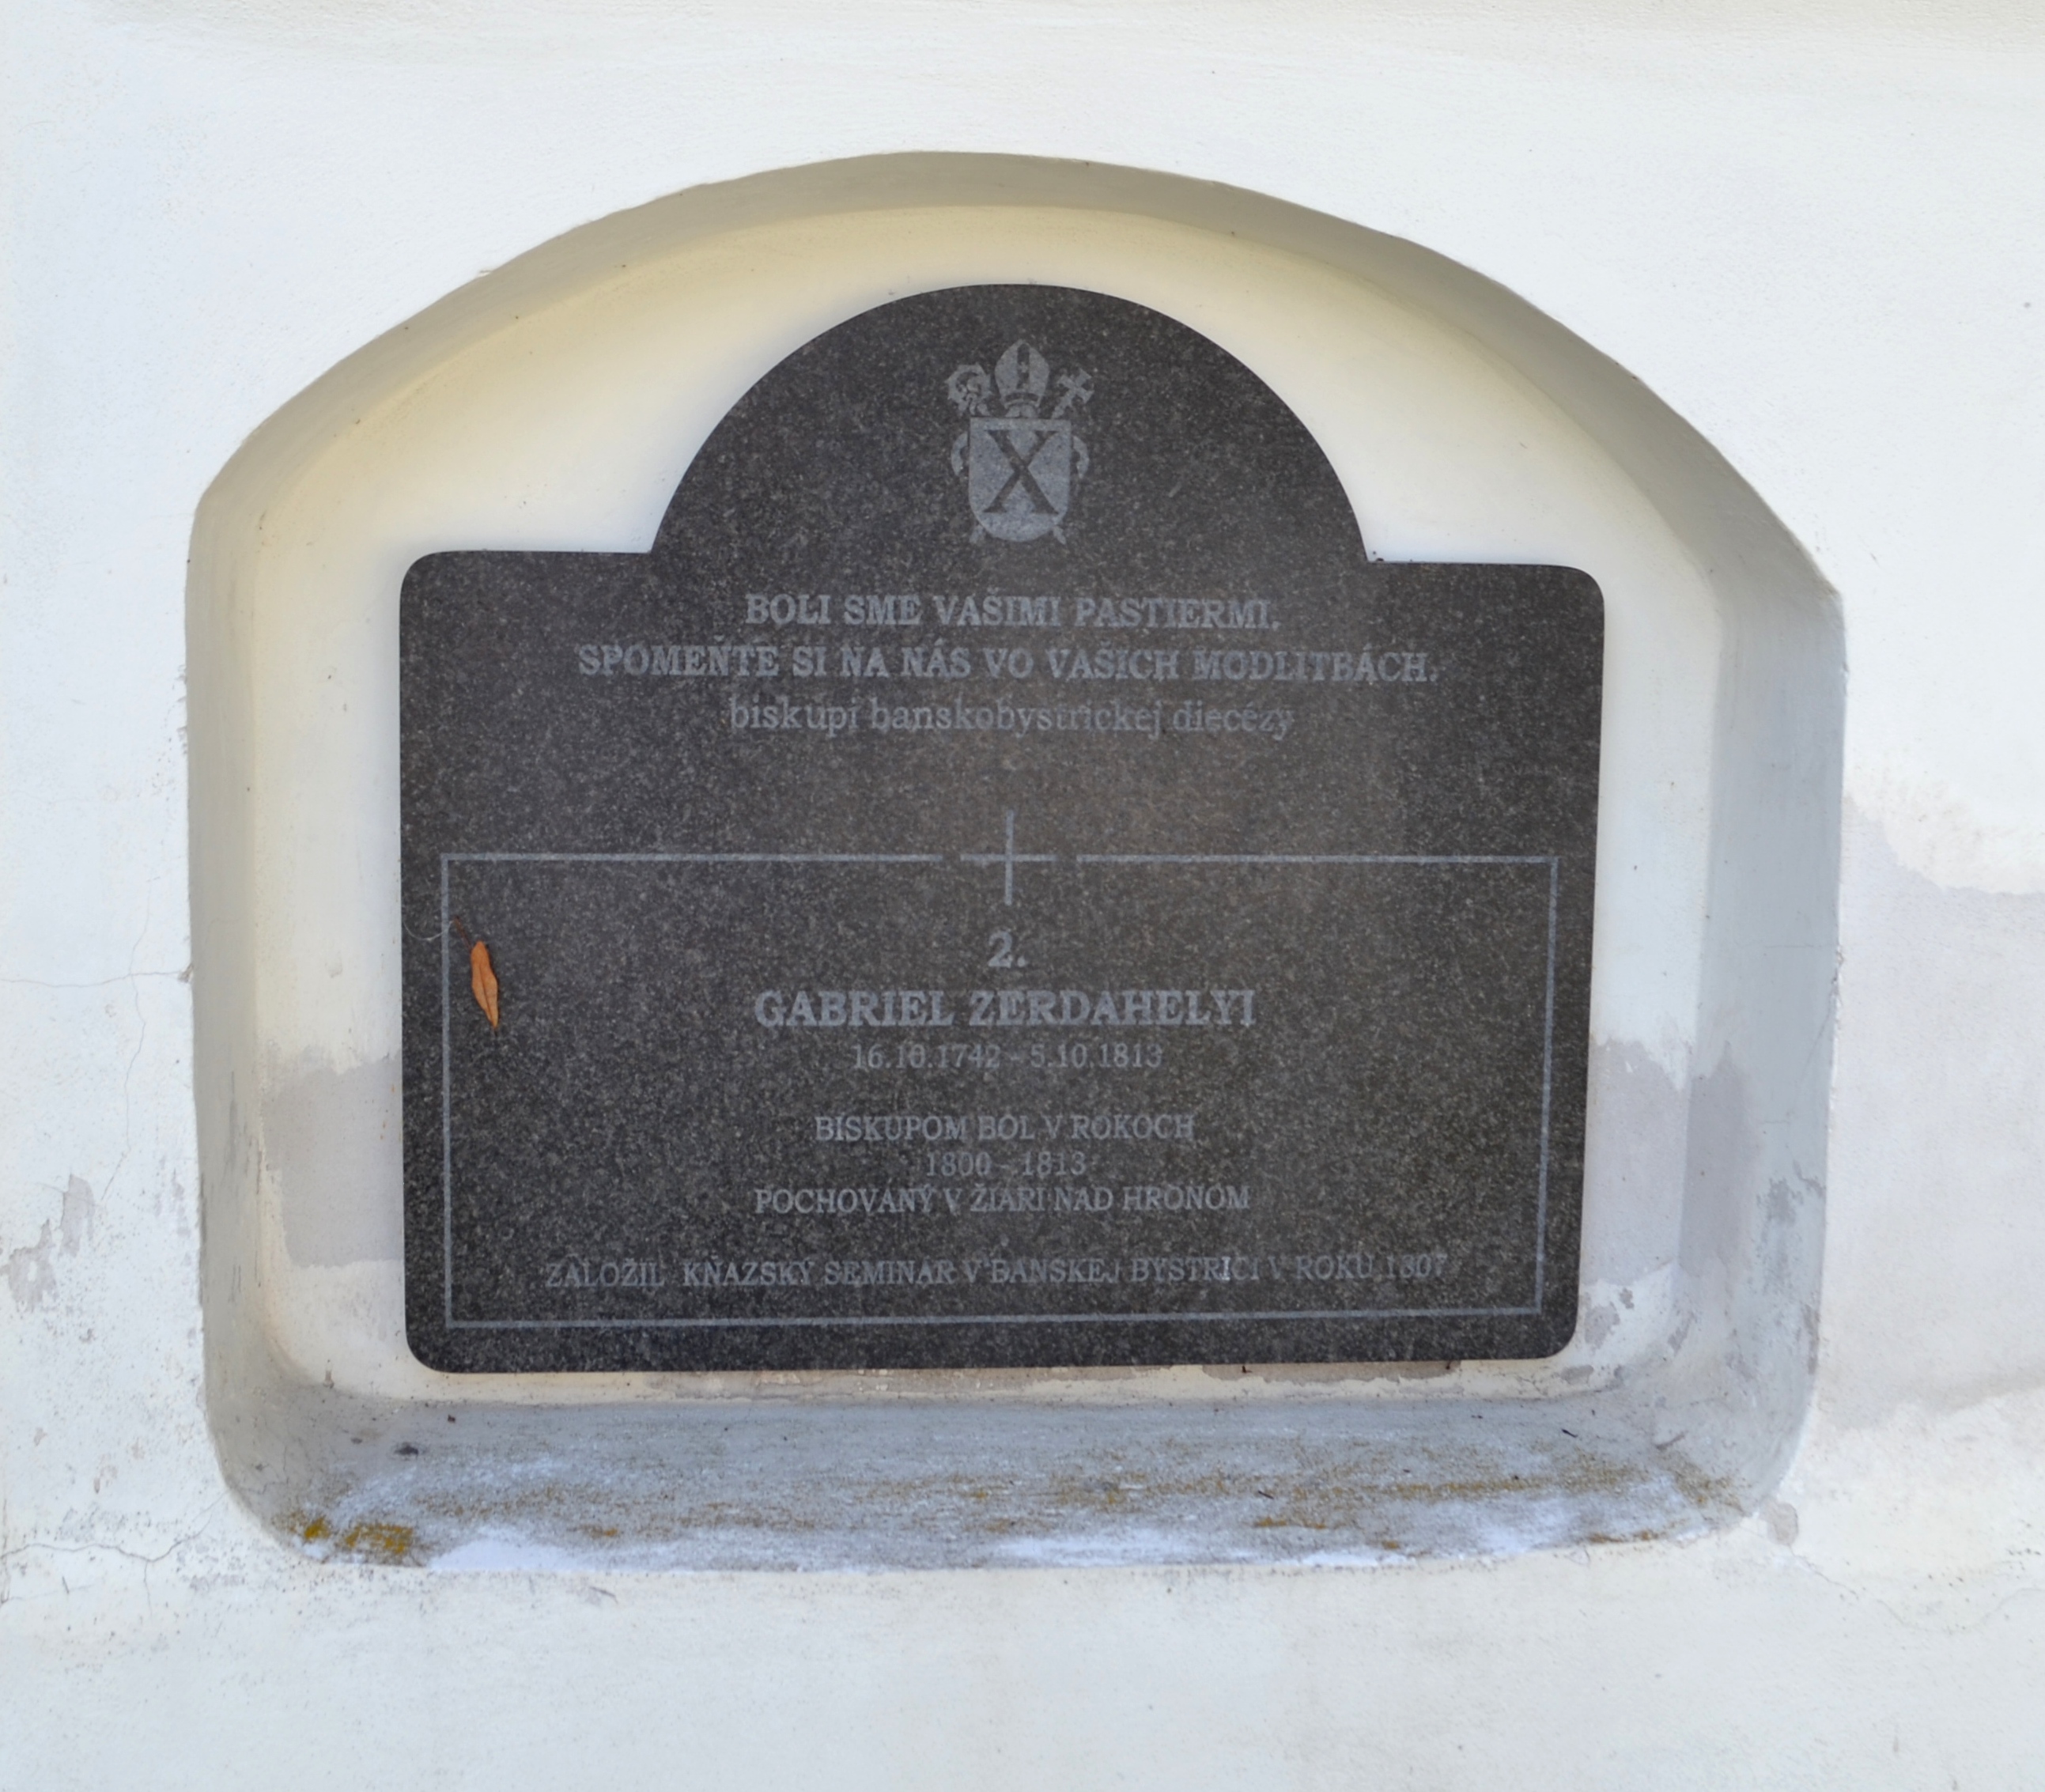 X
BOLI SME VAŠIMI PASTIERMI.
SPOMEŇTE SI NA NÁS VO VAŠICH MODLITBÁCH.
biskupi banskobystrickej diecézy
2.
GABRIEL ZERDAHELYI
16.10.1742 - 5.10.1813
BISKUPOM BOL V ROKOCH
1800 - 1813
POCHOVANÝ V ŽIARI NAD HRONOM
ZALOŽIL KŇAZSKÝ SEMINÁR V BANSKEJ BYSTRICI V ROKU 1807